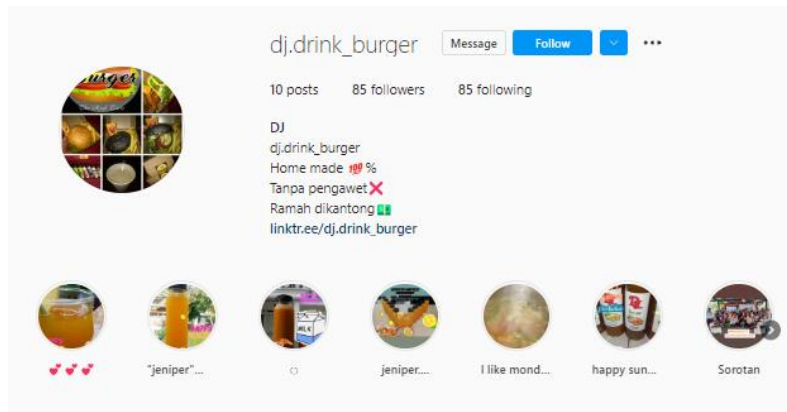 dj.drink_burger Message Follow
10 posts 85 followers 85 following
DJ
dj.drink_burger
Home made 💯 %
Tanpa pengawet❌
Ramah dikantong💵
linktr.ee/dj.drink_burger
💕 💕 💕 "jeniper"... jeniper.... I like mond... happy sun... Sorotan